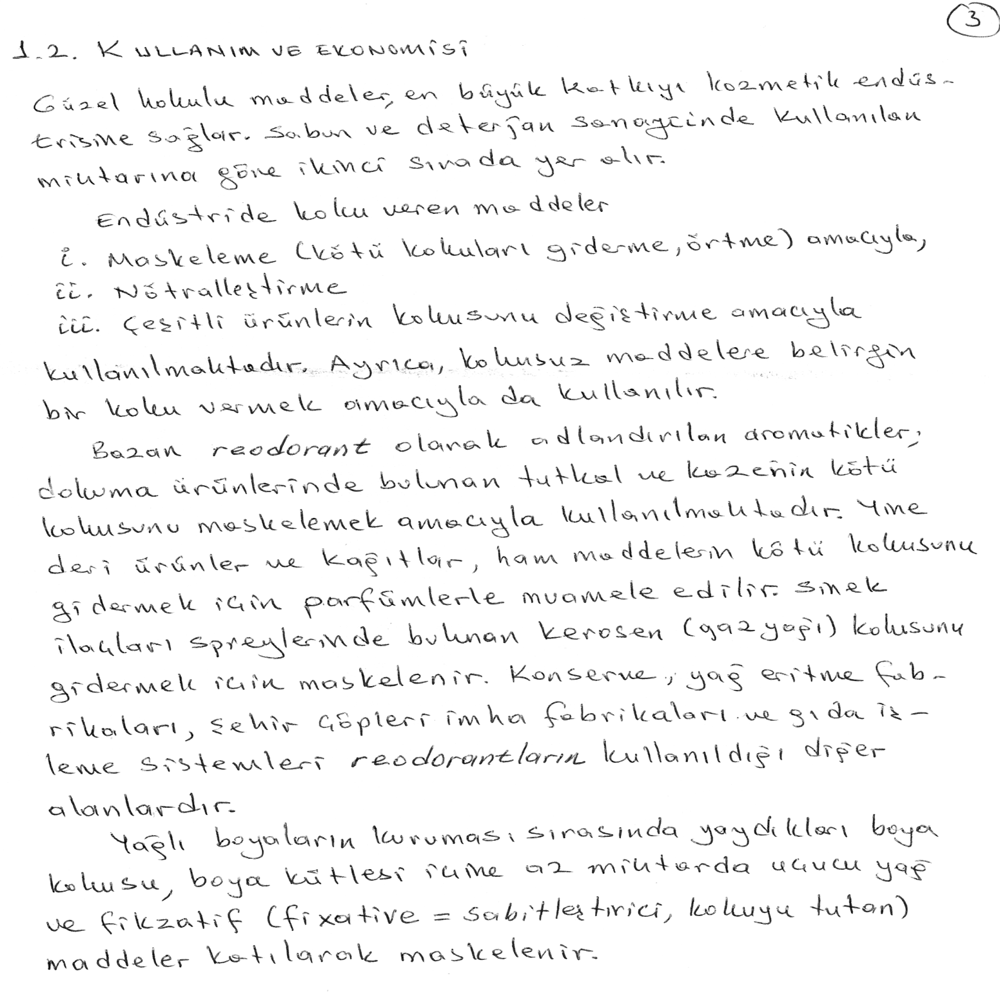 3
1.2. KULLANIM VE EKONOMİSİ
Güzel kokulu maddeler, en büyük katkıyı kozmetik endüs-
trisine sağlar. Sabun ve deterjan sanayiinde kullanılan
miktarına göre ikinci sırada yer alır.
Endüstride koku veren maddeler
i. Maskeleme (kötü kokuları giderme, örtme) amacıyla,
ii. Nötralleştirme
iii. Çeşitli ürünlerin kokusunu değiştirme amacıyla
kullanılmaktadır. Ayrıca, kokusuz maddelere belirgin
bir koku vermek amacıyla da kullanılır.
Bazan reodorant olarak adlandırılan aromatikler;
dokuma ürünlerinde bulunan tutkal ve kazeinin kötü
kokusunu maskelemek amacıyla kullanılmaktadır. Yine
deri ürünler ve kağıtlar, ham maddelerin kötü kokusunu
gidermek için parfümlerle muamele edilir. Sinek
ilaçları spreylerinde bulunan kerosen (gaz yağı) kokusunu
gidermek için maskelenir. Konserve, yağ eritme fab-
rikaları, şehir çöpleri imha fabrikaları ve gıda iş-
leme sistemleri reodorantların kullanıldığı diğer
alanlardır.
Yağlı boyaların kuruması sırasında yaydıkları boya
kokusu, boya kütlesi içine az miktarda uçucu yağ
ve fikzatif (fixative = sabitleştirici, kokuyu tutan)
maddeler katılarak maskelenir.